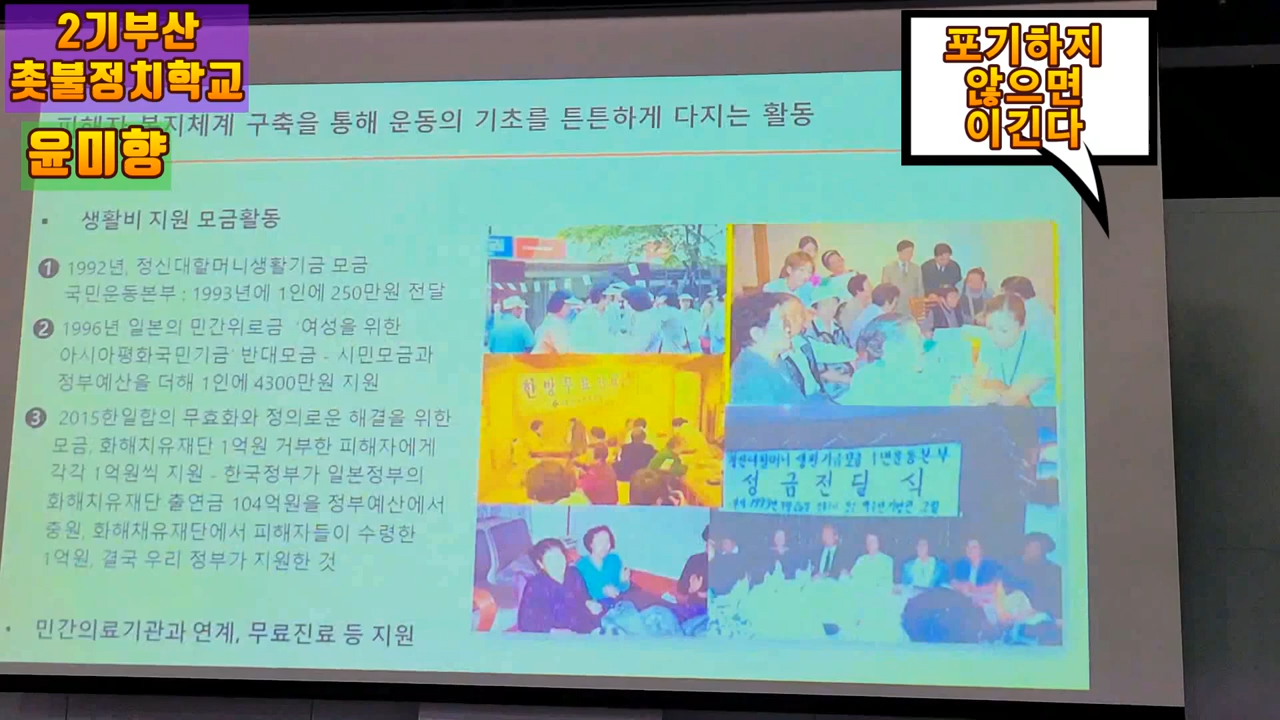 2기부산
촛불정치학교
윤미향
포기하지
않으면
이긴다
피해자 복지체계 구축을 통해 운동의 기초를 튼튼하게 다지는 활동
▪ 생활비 지원 모금활동
❶ 1992년, 정신대할머니생활기금 모금
국민운동본부 : 1993년에 1인에 250만원 전달
❷ 1996년 일본의 민간위로금 '여성을 위한
아시아평화국민기금' 반대모금 - 시민모금과
정부예산을 더해 1인에 4300만원 지원
❸ 2015한일합의 무효화와 정의로운 해결을 위한
모금, 화해치유재단 1억원 거부한 피해자에게
각각 1억원씩 지원 - 한국정부가 일본정부의
화해치유재단 출연금 104억원을 정부예산에서
충원, 화해채유재단에서 피해자들이 수령한
1억원, 결국 우리 정부가 지원한 것
• 민간의료기관과 연계, 무료진료 등 지원
한방무료
성금전달식